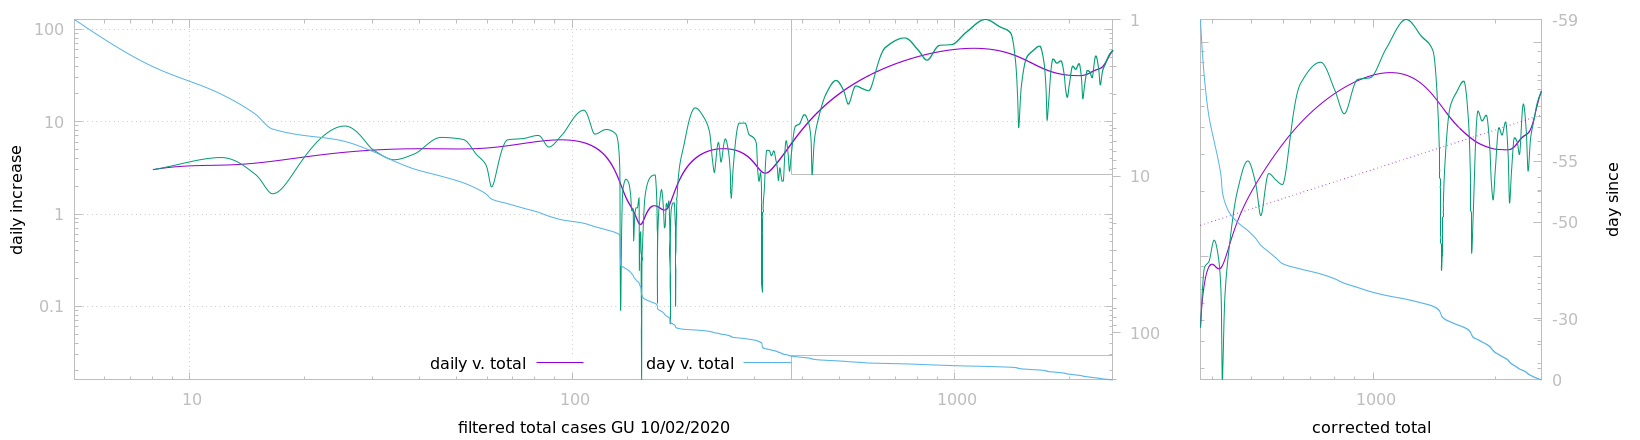 100
10
1
0.1
daily increase
10
100
1000
filtered total cases GU 10/02/2020
daily v. total
day v. total
1
10
100
1000
corrected total
-59
-55
-50
-30
0
day since